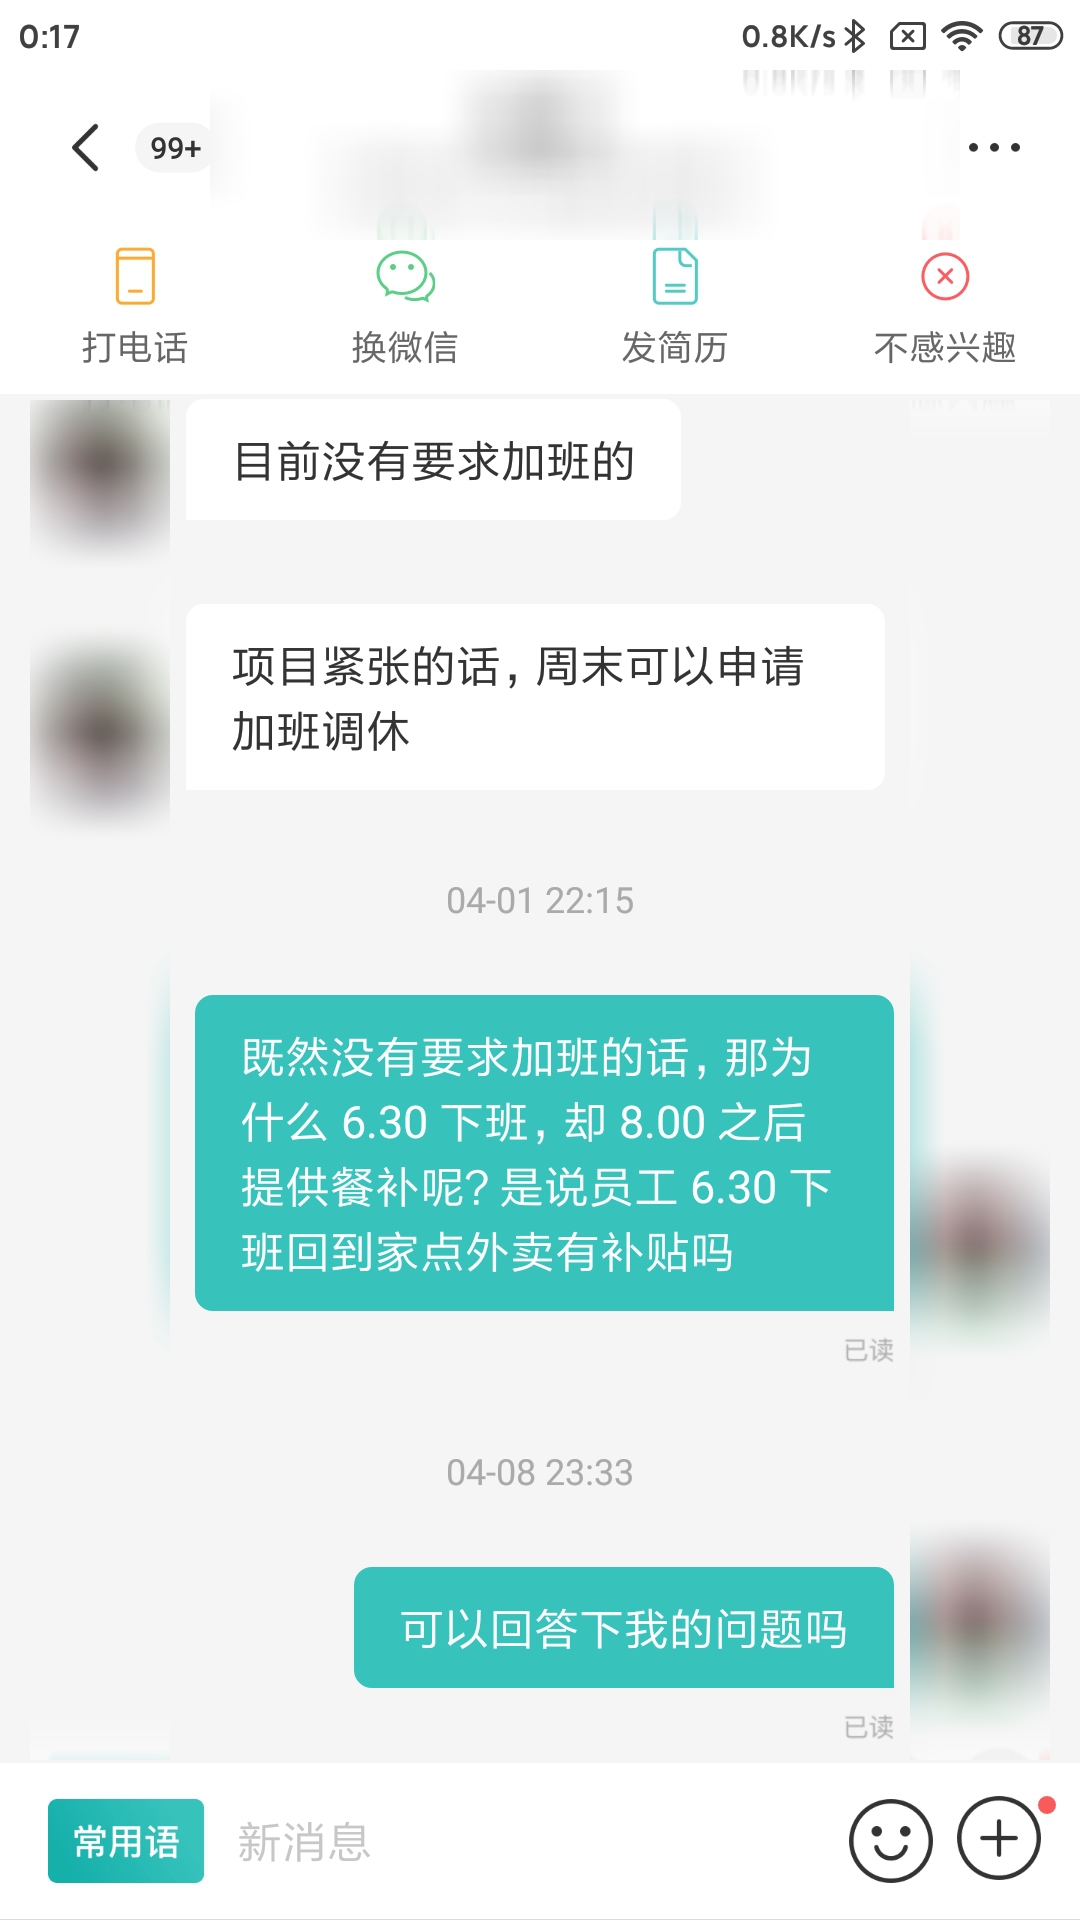 0:17
0.8K/s
87
99+
打电话
换微信
发简历
不感兴趣
目前没有要求加班的
项目紧张的话，周末可以申请
加班调休
04-01 22:15
既然没有要求加班的话，那为
什么 6.30 下班，却 8.00 之后
提供餐补呢？是说员工 6.30 下
班回到家点外卖有补贴吗
已读
04-08 23:33
可以回答下我的问题吗
已读
常用语
新消息